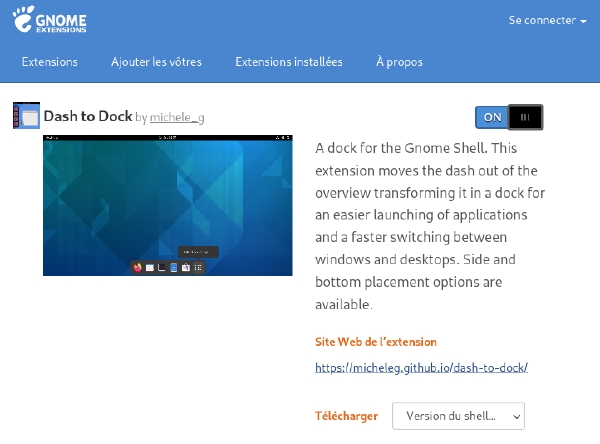 GNOME
EXTENSIONS
Se connecter
Extensions Ajouter les vôtres Extensions installées À propos
Dash to Dock by michele_g
ON
A dock for the Gnome Shell. This
extension moves the dash out of the
overview transforming it in a dock for
an easier launching of applications
and a faster switching between
windows and desktops. Side and
bottom placement options are
available.
Site Web de l'extension
https://micheleg.github.io/dash-to-dock/
Télécharger Version du shell...